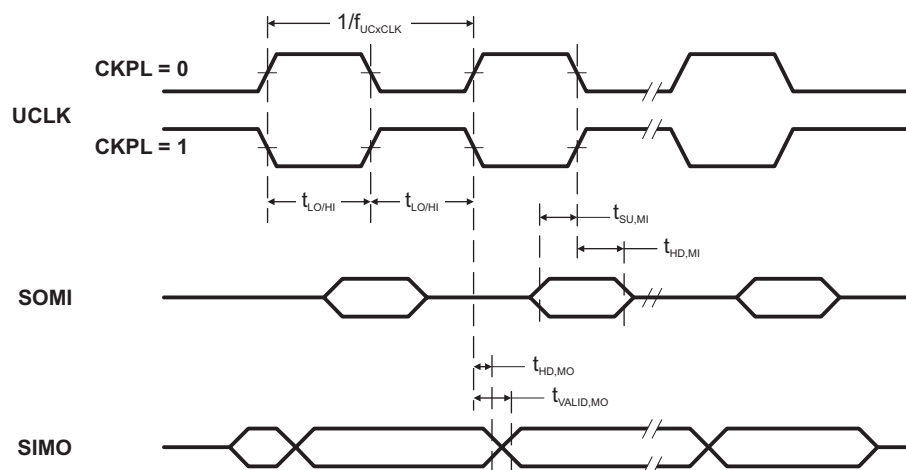 1/fUCxCLK
CKPL = 0
UCLK
CKPL = 1
tLO/HI tLO/HI
tSU,MI
tHD,MI
SOMI
tHD,MO
tVALID,MO
SIMO